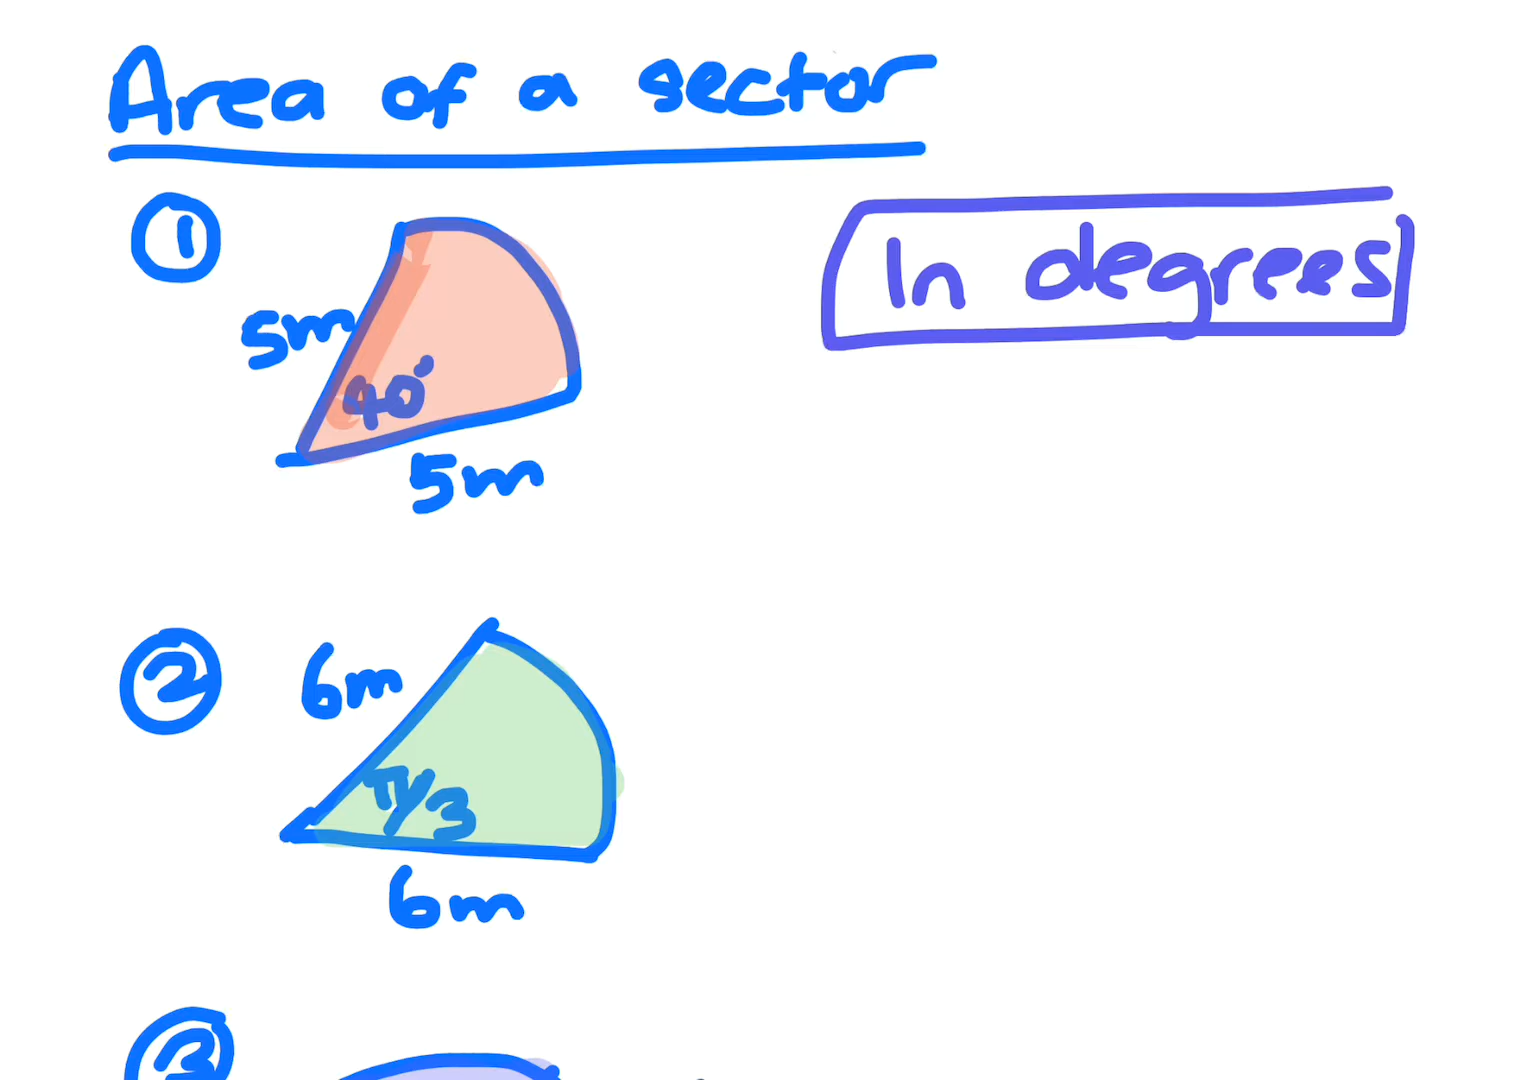 Area of a sector
1
In degrees
5m
40°
5m
2
6m
π/3
6m
3